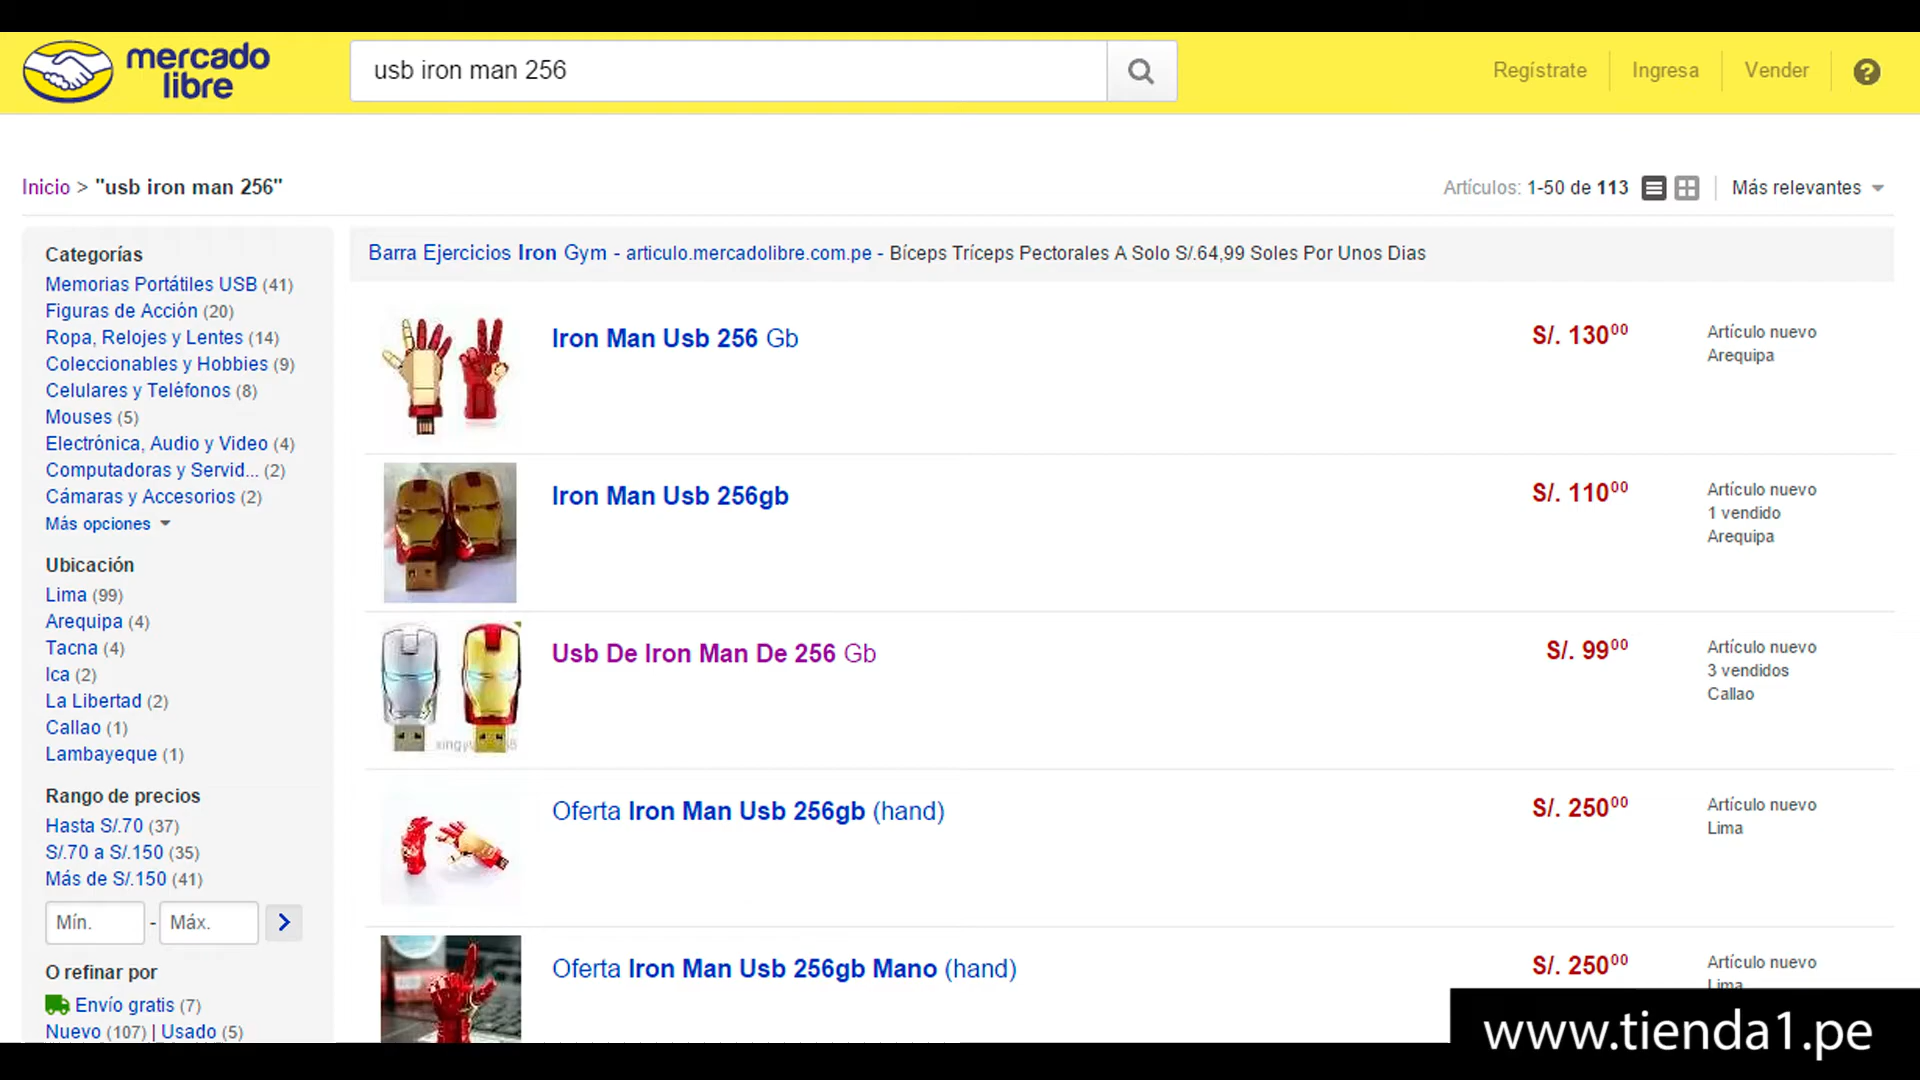 mercado
libre
usb iron man 256
Regístrate
Ingresa
Vender
?
Inicio > "usb iron man 256"
Artículos: 1-50 de 113
Más relevantes
Categorías
Memorias Portátiles USB (41)
Figuras de Acción (20)
Ropa, Relojes y Lentes (14)
Coleccionables y Hobbies (9)
Celulares y Teléfonos (8)
Mouses (5)
Electrónica, Audio y Video (4)
Computadoras y Servid... (2)
Cámaras y Accesorios (2)
Más opciones
Ubicación
Lima (99)
Arequipa (4)
Tacna (4)
Ica (2)
La Libertad (2)
Callao (1)
Lambayeque (1)
Rango de precios
Hasta S/.70 (37)
S/.70 a S/.150 (35)
Más de S/.150 (41)
Mín. - Máx.
O refinar por
Envío gratis (7)
Nuevo (107) | Usado (5)
Barra Ejercicios Iron Gym - articulo.mercadolibre.com.pe - Bíceps Tríceps Pectorales A Solo S/.64,99 Soles Por Unos Dias
Iron Man Usb 256 Gb
S/. 130⁰⁰
Artículo nuevo
Arequipa
Iron Man Usb 256gb
S/. 110⁰⁰
Artículo nuevo
1 vendido
Arequipa
Usb De Iron Man De 256 Gb
S/. 99⁰⁰
Artículo nuevo
3 vendidos
Callao
Oferta Iron Man Usb 256gb (hand)
S/. 250⁰⁰
Artículo nuevo
Lima
Oferta Iron Man Usb 256gb Mano (hand)
S/. 250⁰⁰
Artículo nuevo
Lima
www.tienda1.pe